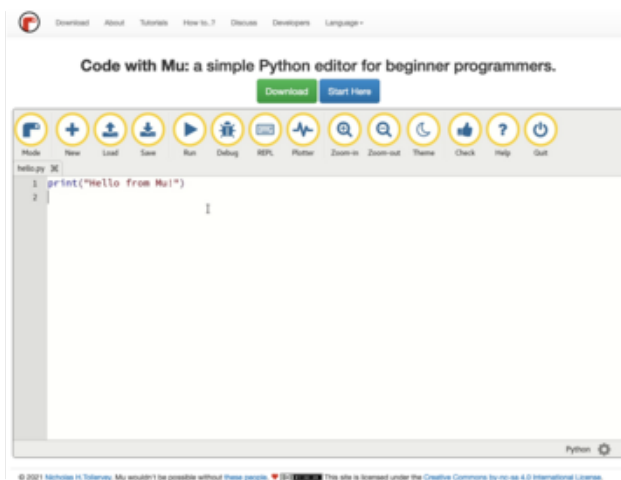 Download About Tutorials How to..? Discuss Developers Language
Code with Mu: a simple Python editor for beginner programmers.
Download Start Here
Mode New Load Save Run Debug REPL Plotter Zoom-in Zoom-out Theme Check Help Quit
hello.py
1 print("Hello from Mu!")
2
Python
© 2021 Nicholas H.Tollervey. Mu wouldn't be possible without these people. This site is licensed under the Creative Commons by-nc-sa 4.0 International License.